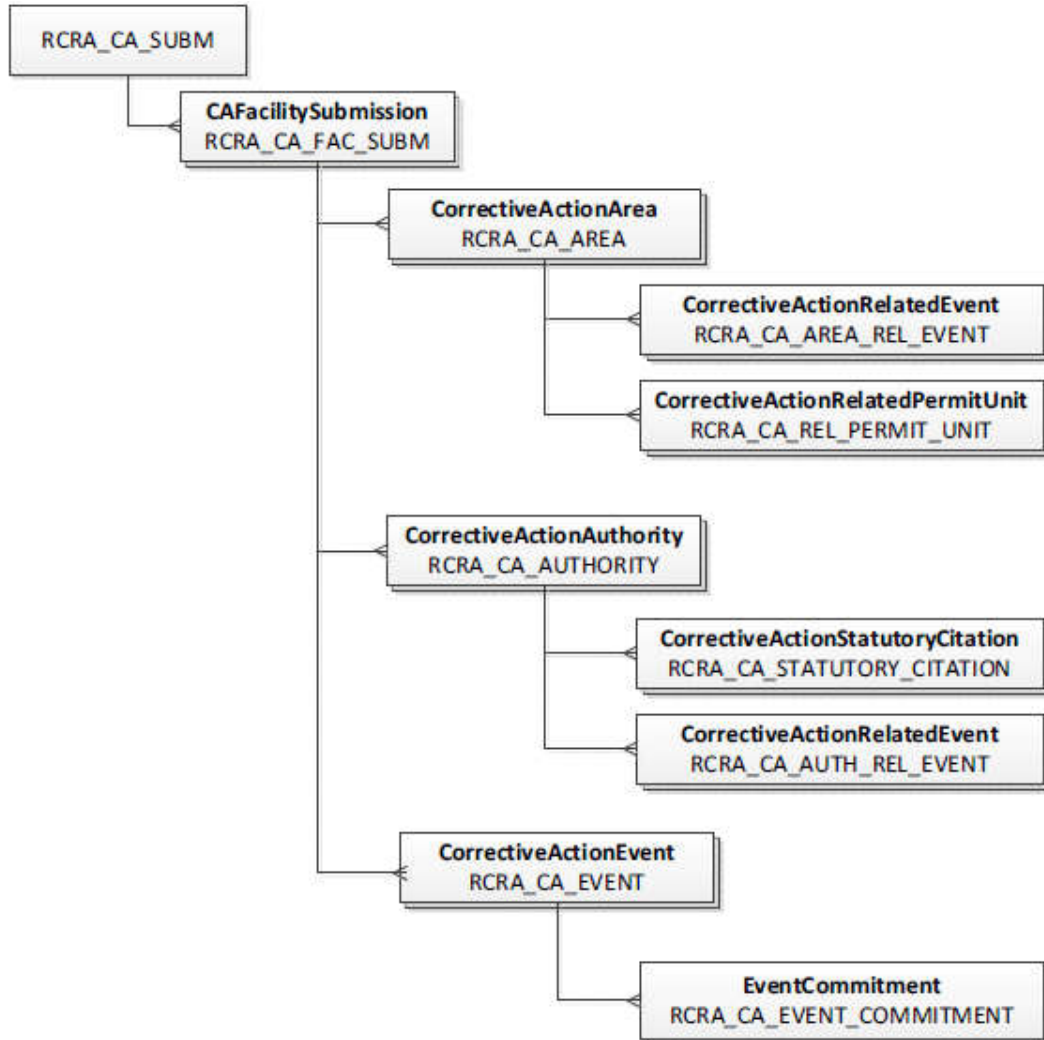 RCRA_CA_SUBM
CAFacilitySubmission
RCRA_CA_FAC_SUBM
CorrectiveActionArea
RCRA_CA_AREA
CorrectiveActionRelatedEvent
RCRA_CA_AREA_REL_EVENT
CorrectiveActionRelatedPermitUnit
RCRA_CA_REL_PERMIT_UNIT
CorrectiveActionAuthority
RCRA_CA_AUTHORITY
CorrectiveActionStatutoryCitation
RCRA_CA_STATUTORY_CITATION
CorrectiveActionRelatedEvent
RCRA_CA_AUTH_REL_EVENT
CorrectiveActionEvent
RCRA_CA_EVENT
EventCommitment
RCRA_CA_EVENT_COMMITMENT